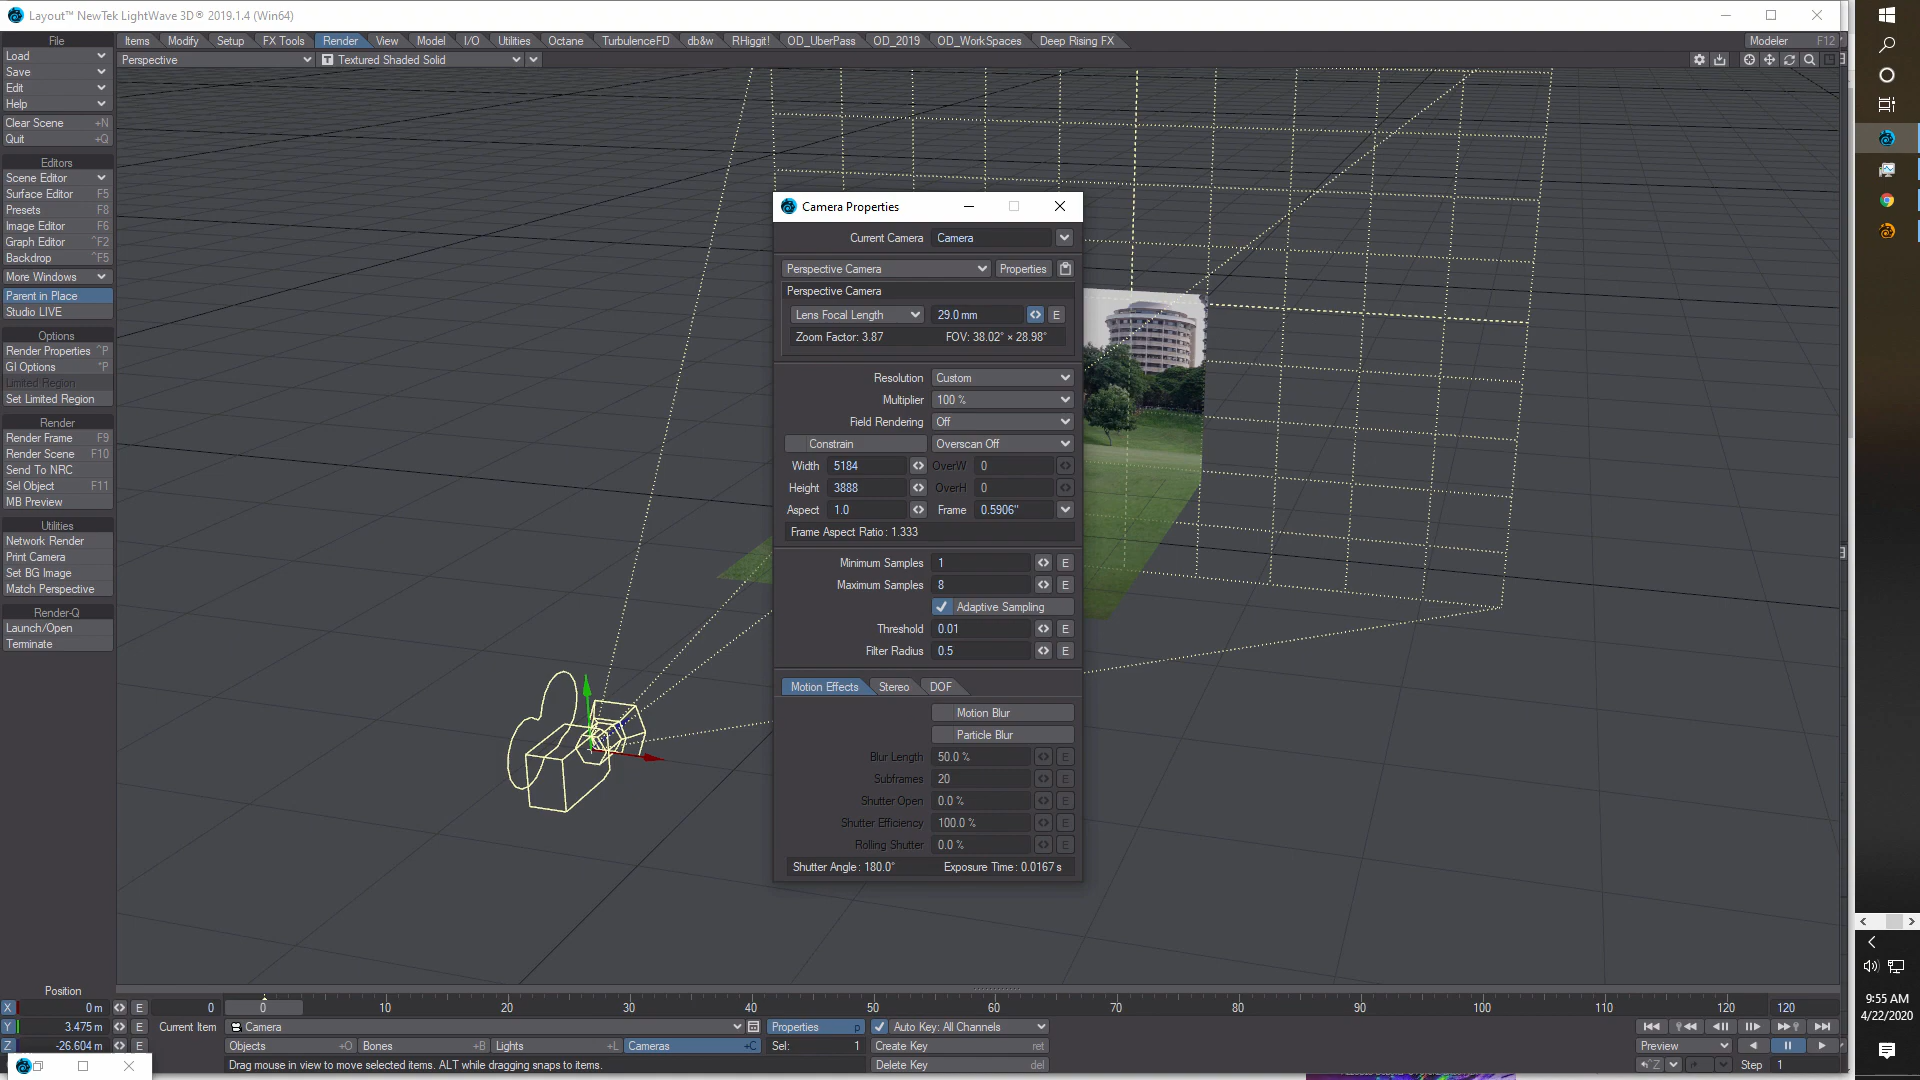 Layout™ NewTek LightWave 3D® 2019.1.4 (Win64)
File
Items Modify Setup FX Tools Render View Model I/O Utilities Octane TurbulenceFD db&w RHiggit! OD_UberPass OD_2019 OD_WorkSpaces Deep Rising FX Modeler F12
Load
Perspective T Textured Shaded Solid
Save
Edit
Help
Clear Scene +N
Quit +Q
Editors
Scene Editor
Surface Editor F5
Presets F8
Image Editor F6
Graph Editor ^F2
Backdrop ^F5
More Windows
Parent in Place
Studio LIVE
Options
Render Properties ^P
GI Options *P
Limited Region
Set Limited Region
Render
Render Frame F9
Render Scene F10
Send To NRC
Sel Object F11
MB Preview
Utilities
Network Render
Print Camera
Set BG Image
Match Perspective
Render-Q
Launch/Open
Terminate
Camera Properties
Current Camera Camera
Perspective Camera Properties
Perspective Camera
Lens Focal Length 29.0 mm E
Zoom Factor: 3.87 FOV: 38.02° × 28.98°
Resolution Custom
Multiplier 100 %
Field Rendering Off
Constrain Overscan Off
Width 5184 OverW 0
Height 3888 OverH 0
Aspect 1.0 Frame 0.5906"
Frame Aspect Ratio : 1.333
Minimum Samples 1 E
Maximum Samples 8 E
Adaptive Sampling
Threshold 0.01 E
Filter Radius 0.5 E
Motion Effects Stereo DOF
Motion Blur
Particle Blur
Blur Length 50.0 % E
Subframes 20 E
Shutter Open 0.0 % E
Shutter Efficiency 100.0 % E
Rolling Shutter 0.0 % E
Shutter Angle : 180.0° Exposure Time : 0.0167 s
Position
X 0 m E 0 0 10 20 30 40 50 60 70 80 90 100 110 120 120
Y 3.475 m E Current Item Camera Properties p Auto Key: All Channels
Z -26.604 m E Objects +O Bones +B Lights +L Cameras +C Sel: 1 Create Key ret Preview
Drag mouse in view to move selected items. ALT while dragging snaps to items. Delete Key del Step 1
9:55 AM
4/22/2020